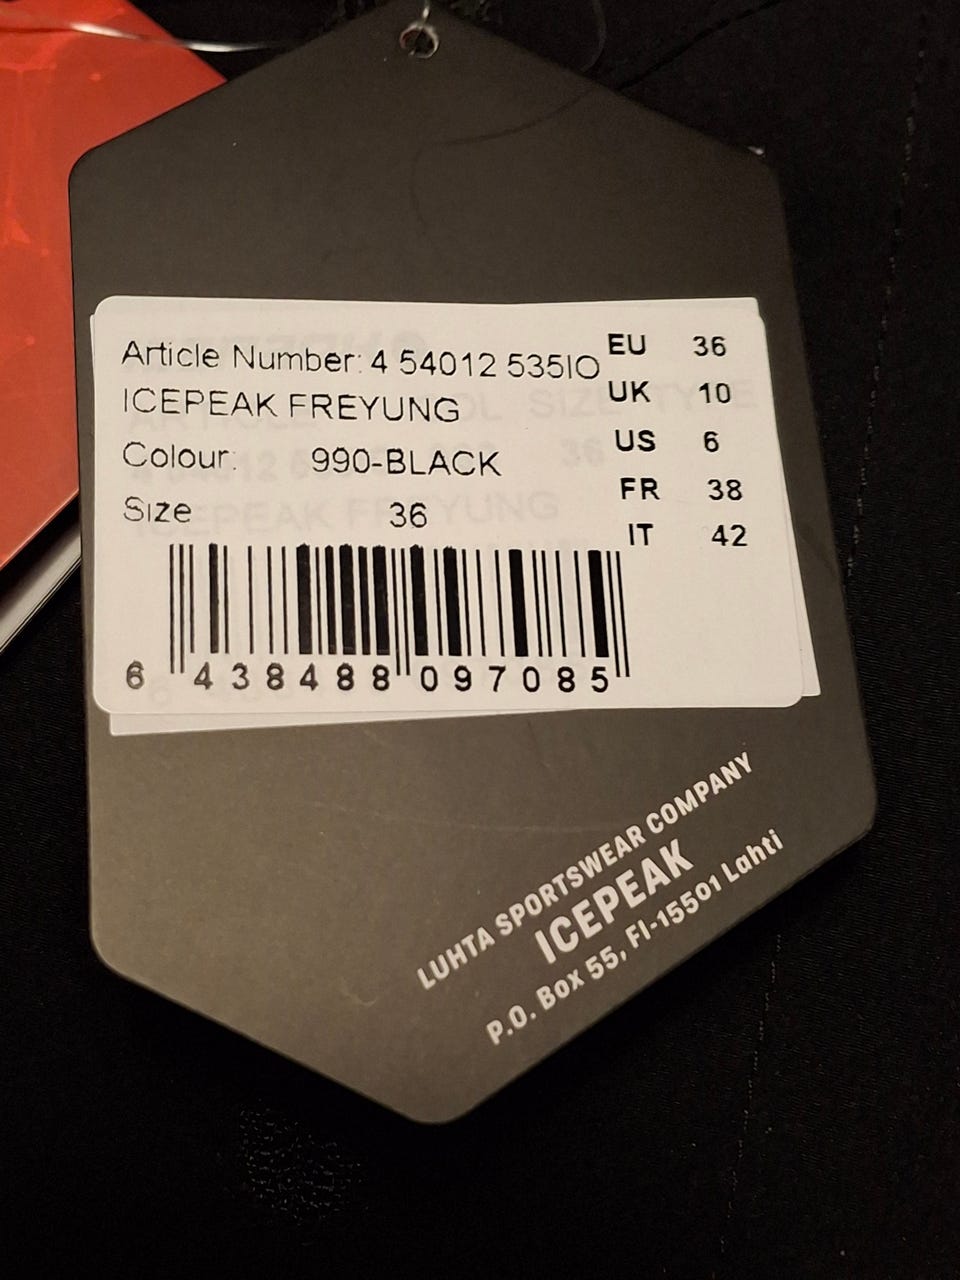 Article Number: 4 54012 535IO
ICEPEAK FREYUNG
Colour: 990-BLACK
Size 36
EU 36
UK 10
US 6
FR 38
IT 42
6 438488 097085
LUHTA SPORTSWEAR COMPANY
ICEPEAK
P.O. Box 55, FI-15501 Lahti